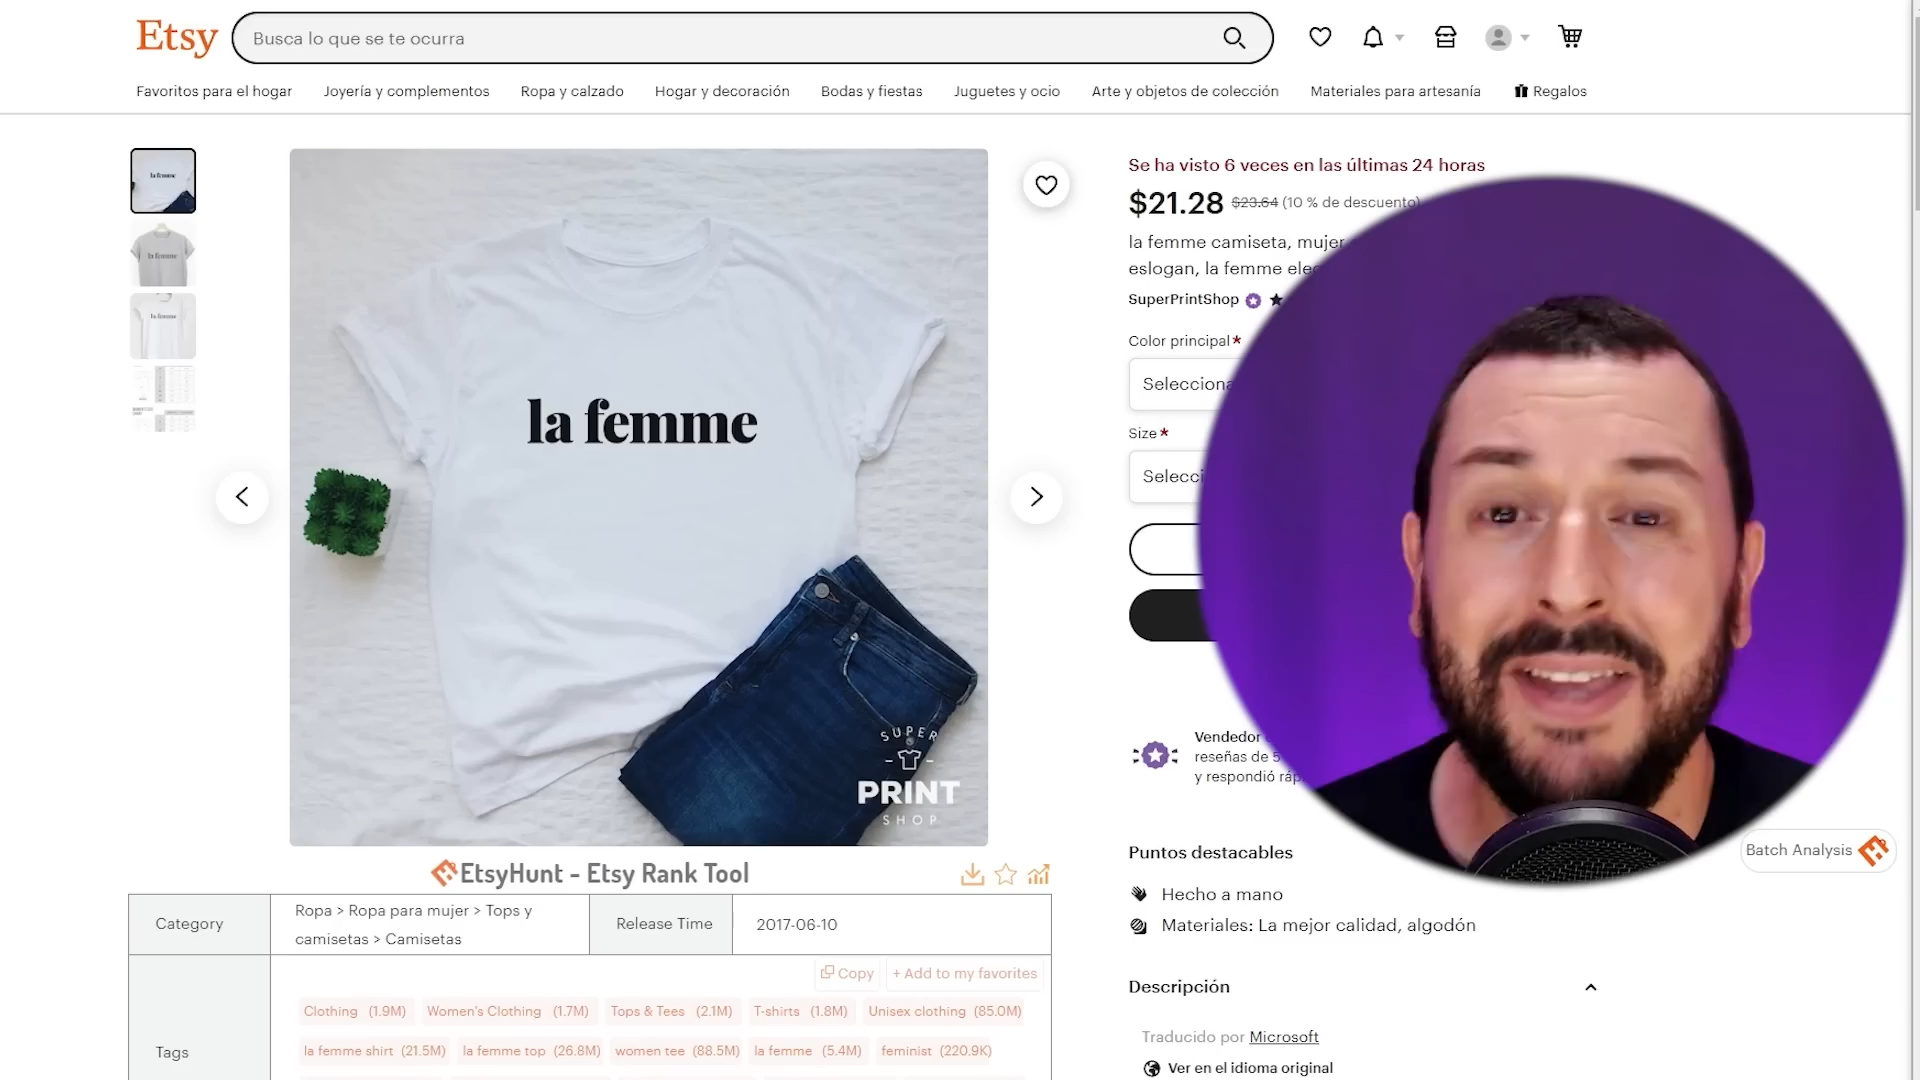 Etsy
Busca lo que se te ocurra
Favoritos para el hogar
Joyería y complementos
Ropa y calzado
Hogar y decoración
Bodas y fiestas
Juguetes y ocio
Arte y objetos de colección
Materiales para artesanía
Regalos
la femme
SUPER
PRINT
SHOP
Se ha visto 6 veces en las últimas 24 horas
$21.28 $23.64 (10 % de descuento)
la femme camiseta, mujer
eslogan, la femme
SuperPrintShop
Color principal*
Size*
Vendedor
reseñas de 5
y respondió
Puntos destacables
Hecho a mano
Materiales: La mejor calidad, algodón
Batch Analysis
Descripción
Traducido por Microsoft
Ver en el idioma original
EtsyHunt - Etsy Rank Tool
Category
Ropa > Ropa para mujer > Tops y
camisetas > Camisetas
Release Time
2017-06-10
Tags
Copy
+ Add to my favorites
Clothing (1.9M) Women's Clothing (1.7M) Tops & Tees (2.1M) T-shirts (1.8M) Unisex clothing (85.0M)
la femme shirt (21.5M) la femme top (26.8M) women tee (88.5M) la femme (5.4M) feminist (220.9K)